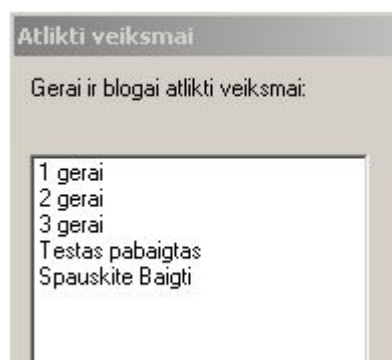 Atlikti veiksmai
Gerai ir blogai atlikti veiksmai:
1 gerai
2 gerai
3 gerai
Testas pabaigtas
Spauskite Baigti